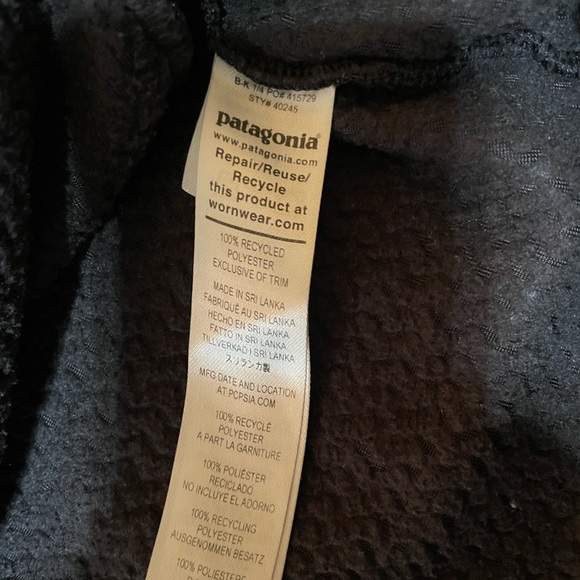 B-K 1/4 PO# 415729
STY# 40245
patagonia®
www.patagonia.com
Repair/Reuse/
Recycle
this product at
wornwear.com
100% RECYCLED
POLYESTER
EXCLUSIVE OF TRIM
MADE IN SRI LANKA
FABRIQUÉ AU SRI LANKA
HECHO EN SRI LANKA
FATTO IN SRI LANKA
TILLVERKAD I SRI LANKA
スリランカ製
MFG DATE AND LOCATION
AT PCPSIA.COM
100% RECYCLÉ
POLYESTER
A PART LA GARNITURE
100% POLIÉSTER
RECICLADO
NO INCLUYE EL ADORNO
100% RECYCLING
POLYESTER
AUSGENOMMEN BESATZ
100% POLIESTER